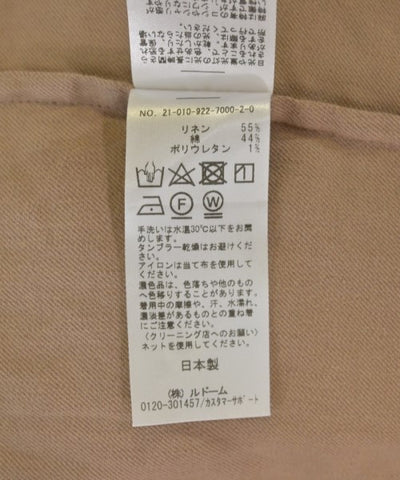 NO. 21-010-922-7000-2-0
リネン 55%
綿 44%
ポリウレタン 1%
F
W
手洗いは水温30℃以下をお勧
めします。
タンブラー乾燥はお避け下さい。
アイロンは当て布を使用して
ください。
濃色品は、色落ちや他のもの
へ色移りすることがあります。
着用中の摩擦や、汗、水濡れ、
濃淡差があるものとの重ね着
にご注意ください。
(クリーニング店へのお願い)
ネットを使用してください。
日本製
(株) ルドーム
0120-301457/カスタマーサポート